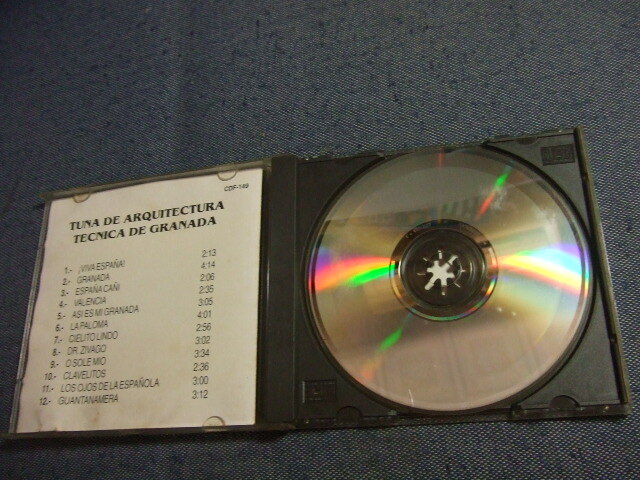 CDF-149
TUNA DE ARQUITECTURA
TECNICA DE GRANADA
1.- ¡VIVA ESPAÑA! 2:13
2.- GRANADA 4:14
3.- ESPAÑA CAÑI 2:06
4.- VALENCIA 2:35
5.- ASI ES MI GRANADA 3:05
6.- LA PALOMA 4:01
7.- CIELITO LINDO 2:56
8.- DR. ZIVAGO 3:02
9.- O SOLE MIO 3:34
10.- CLAVELITOS 2:36
11.- LOS OJOS DE LA ESPAÑOLA 3:00
12.- GUANTANAMERA 3:12